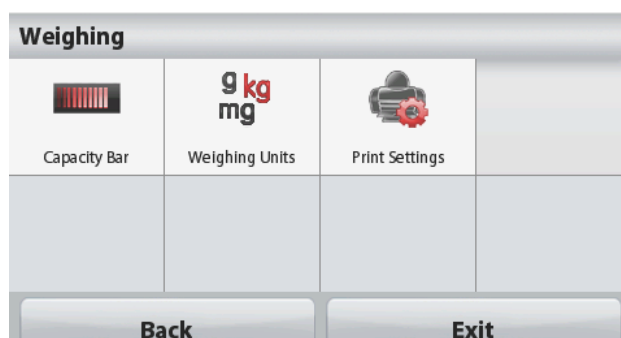 Weighing
g kg
mg
Capacity Bar
Weighing Units
Print Settings
Back
Exit